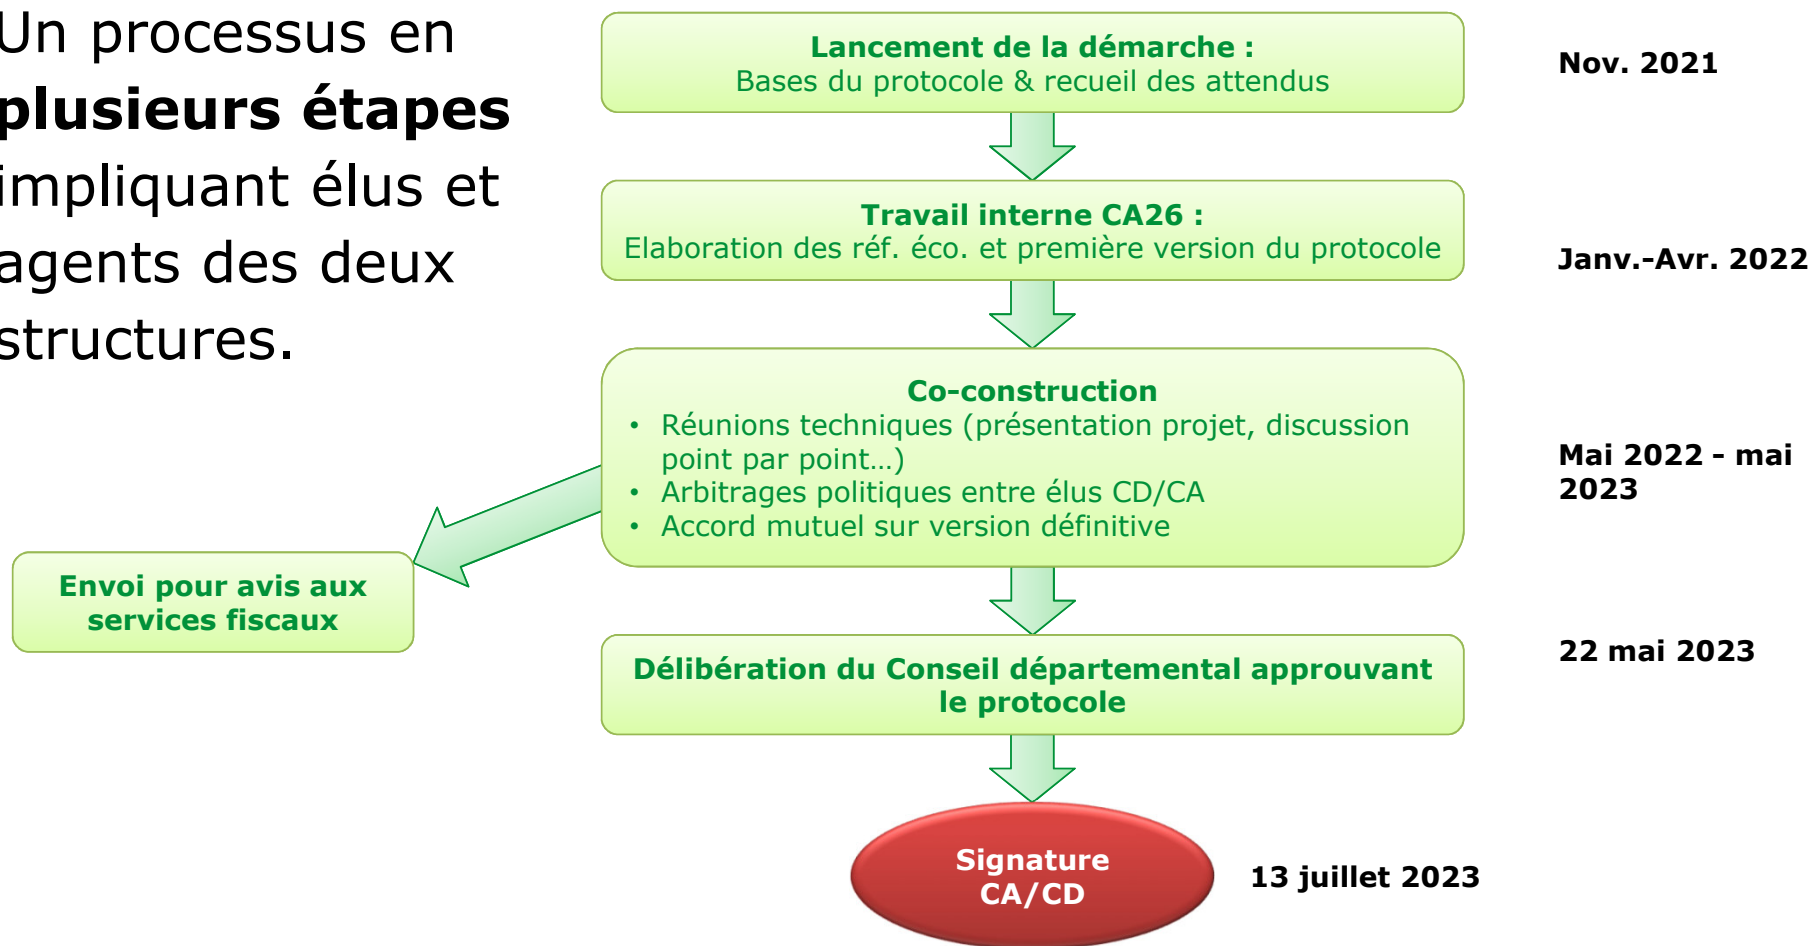 Un processus en
plusieurs étapes
impliquant élus et
agents des deux
structures.
Lancement de la démarche :
Bases du protocole & recueil des attendus
Nov. 2021
Travail interne CA26 :
Elaboration des réf. éco. et première version du protocole
Janv.-Avr. 2022
Co-construction
• Réunions techniques (présentation projet, discussion
point par point…)
• Arbitrages politiques entre élus CD/CA
• Accord mutuel sur version définitive
Mai 2022 - mai
2023
Envoi pour avis aux
services fiscaux
Délibération du Conseil départemental approuvant
le protocole
22 mai 2023
Signature
CA/CD
13 juillet 2023